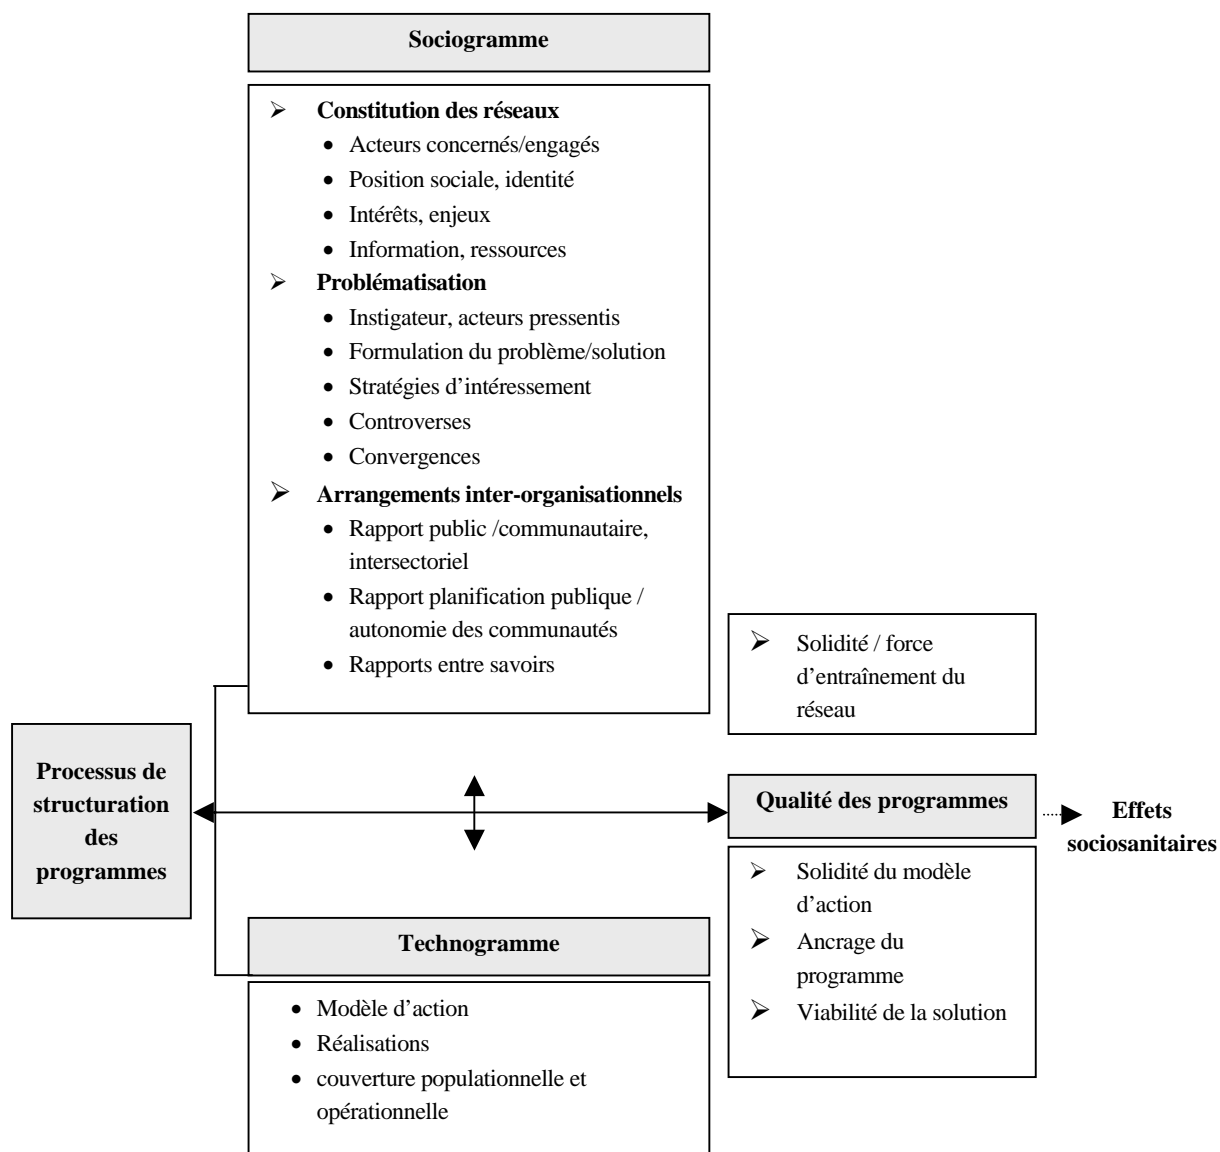 Sociogramme
➢ Constitution des réseaux
• Acteurs concernés/engagés
• Position sociale, identité
• Intérêts, enjeux
• Information, ressources
➢ Problématisation
• Instigateur, acteurs pressentis
• Formulation du problème/solution
• Stratégies d’intéressement
• Controverses
• Convergences
➢ Arrangements inter-organisationnels
• Rapport public /communautaire,
intersectoriel
• Rapport planification publique /
autonomie des communautés
• Rapports entre savoirs
➢ Solidité / force
d’entraînement du
réseau
Processus de
structuration
des
programmes
Qualité des programmes
Effets
sociosanitaires
➢ Solidité du modèle
d’action
➢ Ancrage du
programme
➢ Viabilité de la solution
Technogramme
• Modèle d’action
• Réalisations
• couverture populationnelle et
opérationnelle